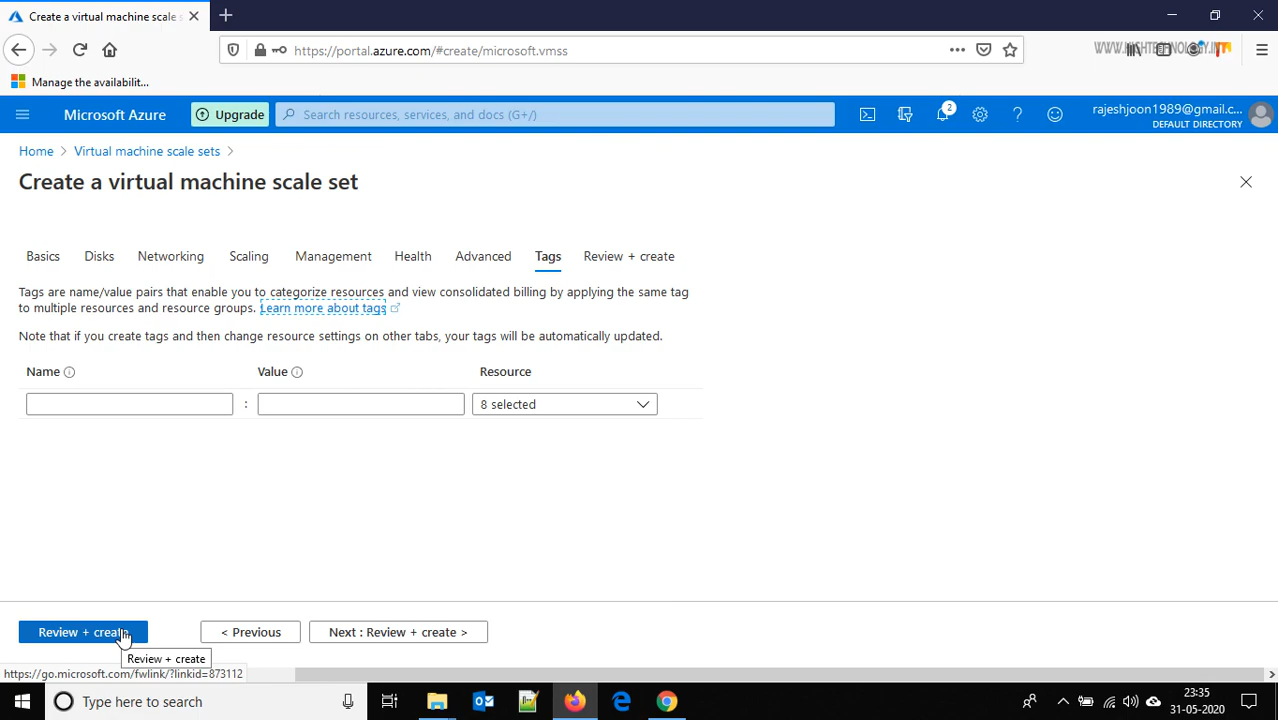 Create a virtual machine scale s
https://portal.azure.com/#create/microsoft.vmss
Manage the availabilit...
Microsoft Azure
Upgrade
Search resources, services, and docs (G+/)
2
rajeshjoon1989@gmail.c...
DEFAULT DIRECTORY
Home > Virtual machine scale sets >
Create a virtual machine scale set
Basics Disks Networking Scaling Management Health Advanced Tags Review + create
Tags are name/value pairs that enable you to categorize resources and view consolidated billing by applying the same tag
to multiple resources and resource groups. Learn more about tags
Note that if you create tags and then change resource settings on other tabs, your tags will be automatically updated.
Name Value Resource
: 8 selected
Review + create < Previous Next : Review + create >
Review + create
https://go.microsoft.com/fwlink/?linkid=873112
Type here to search
23:35
31-05-2020